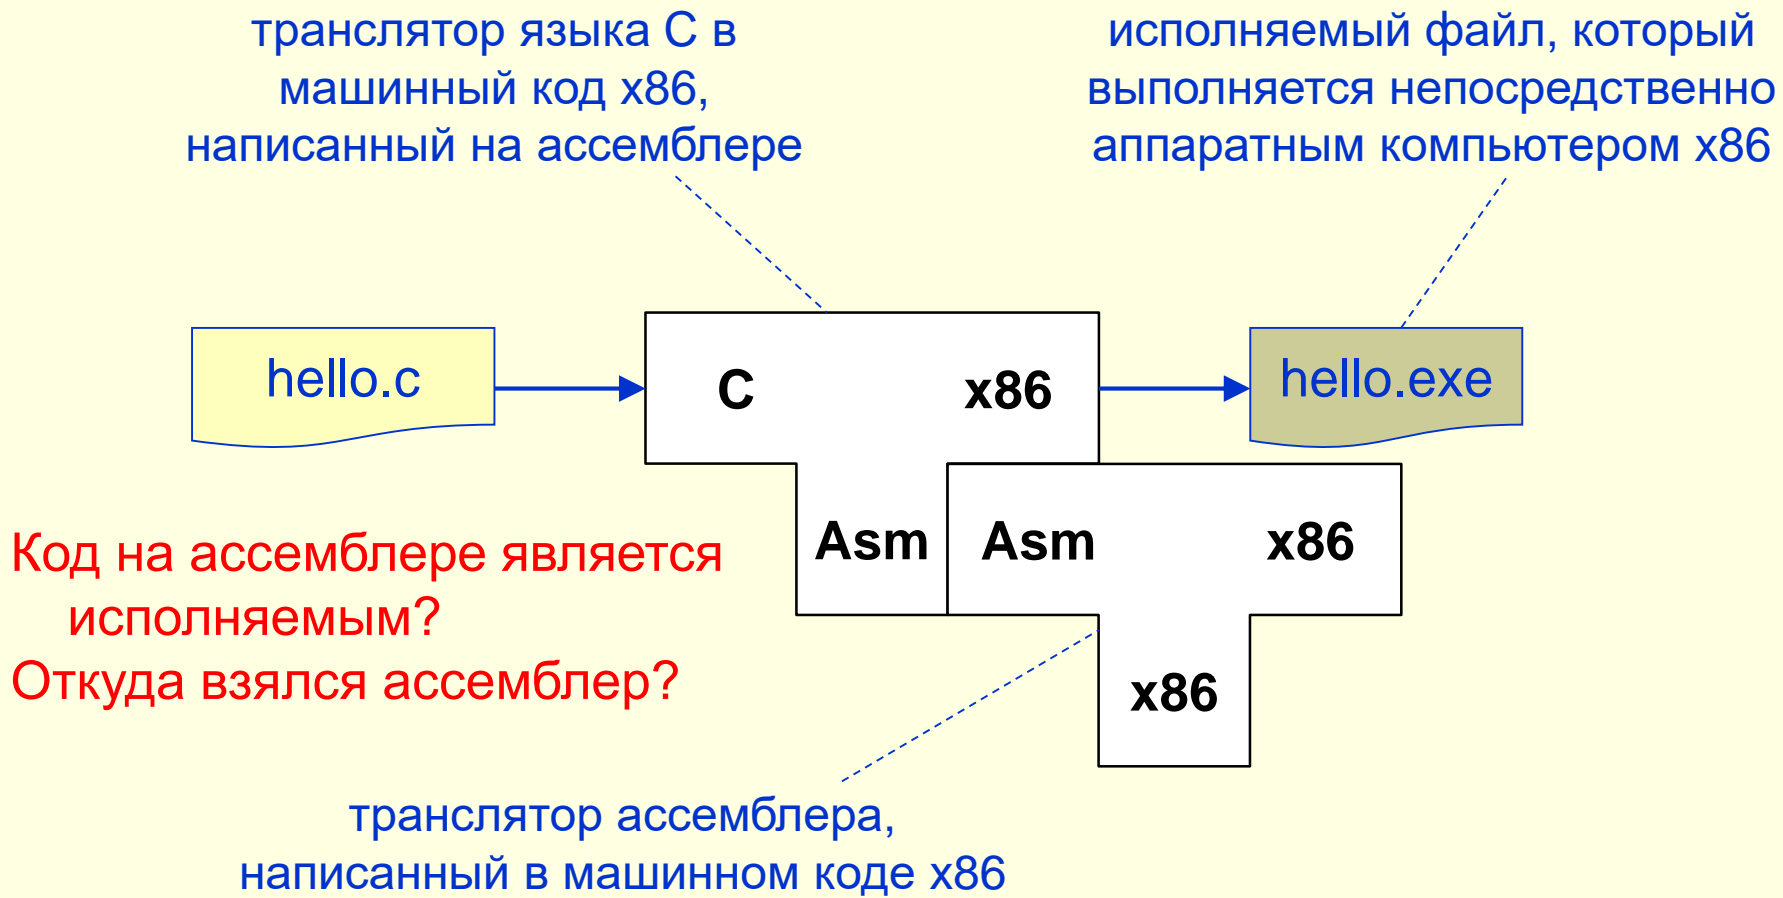 транслятор языка C в
машинный код x86,
написанный на ассемблере
исполняемый файл, который
выполняется непосредственно
аппаратным компьютером x86
hello.c
C x86
hello.exe
Asm Asm x86
Код на ассемблере является
исполняемым?
Откуда взялся ассемблер?
x86
транслятор ассемблера,
написанный в машинном коде x86